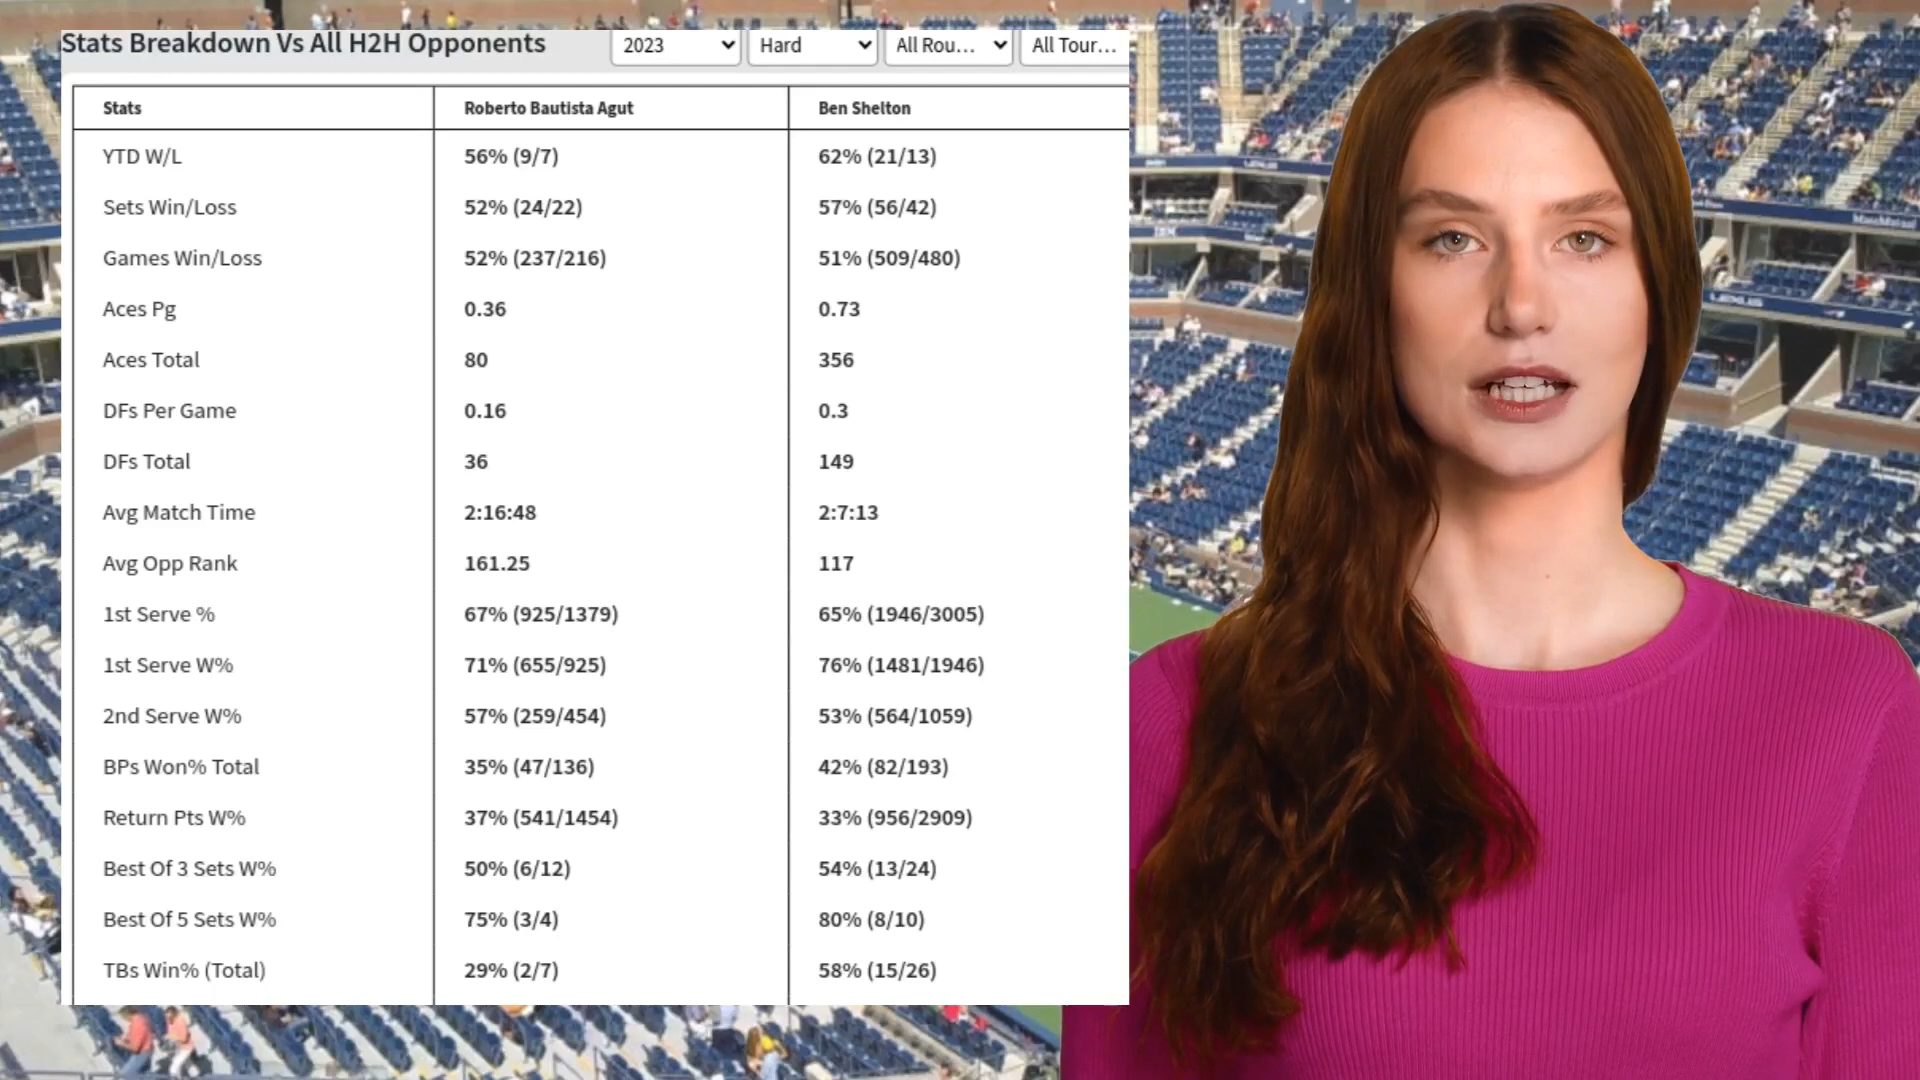 Stats Breakdown Vs All H2H Opponents 2023 Hard All Rou... All Tour...
Stats Roberto Bautista Agut Ben Shelton
YTD W/L 56% (9/7) 62% (21/13)
Sets Win/Loss 52% (24/22) 57% (56/42)
Games Win/Loss 52% (237/216) 51% (509/480)
Aces Pg 0.36 0.73
Aces Total 80 356
DFs Per Game 0.16 0.3
DFs Total 36 149
Avg Match Time 2:16:48 2:7:13
Avg Opp Rank 161.25 117
1st Serve % 67% (925/1379) 65% (1946/3005)
1st Serve W% 71% (655/925) 76% (1481/1946)
2nd Serve W% 57% (259/454) 53% (564/1059)
BPs Won% Total 35% (47/136) 42% (82/193)
Return Pts W% 37% (541/1454) 33% (956/2909)
Best Of 3 Sets W% 50% (6/12) 54% (13/24)
Best Of 5 Sets W% 75% (3/4) 80% (8/10)
TBs Win% (Total) 29% (2/7) 58% (15/26)
LEXUS
IBM
LEXUS